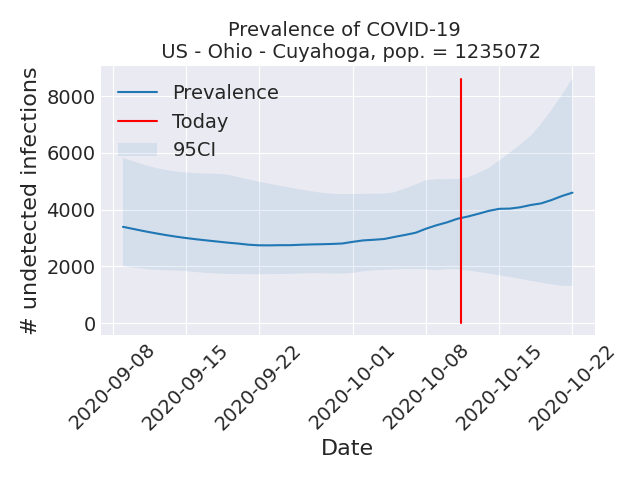 Prevalence of COVID-19
US - Ohio - Cuyahoga, pop. = 1235072
Prevalence
Today
95CI
# undetected infections
8000
6000
4000
2000
0
2020-09-08
2020-09-15
2020-09-22
2020-10-01
2020-10-08
2020-10-15
2020-10-22
Date